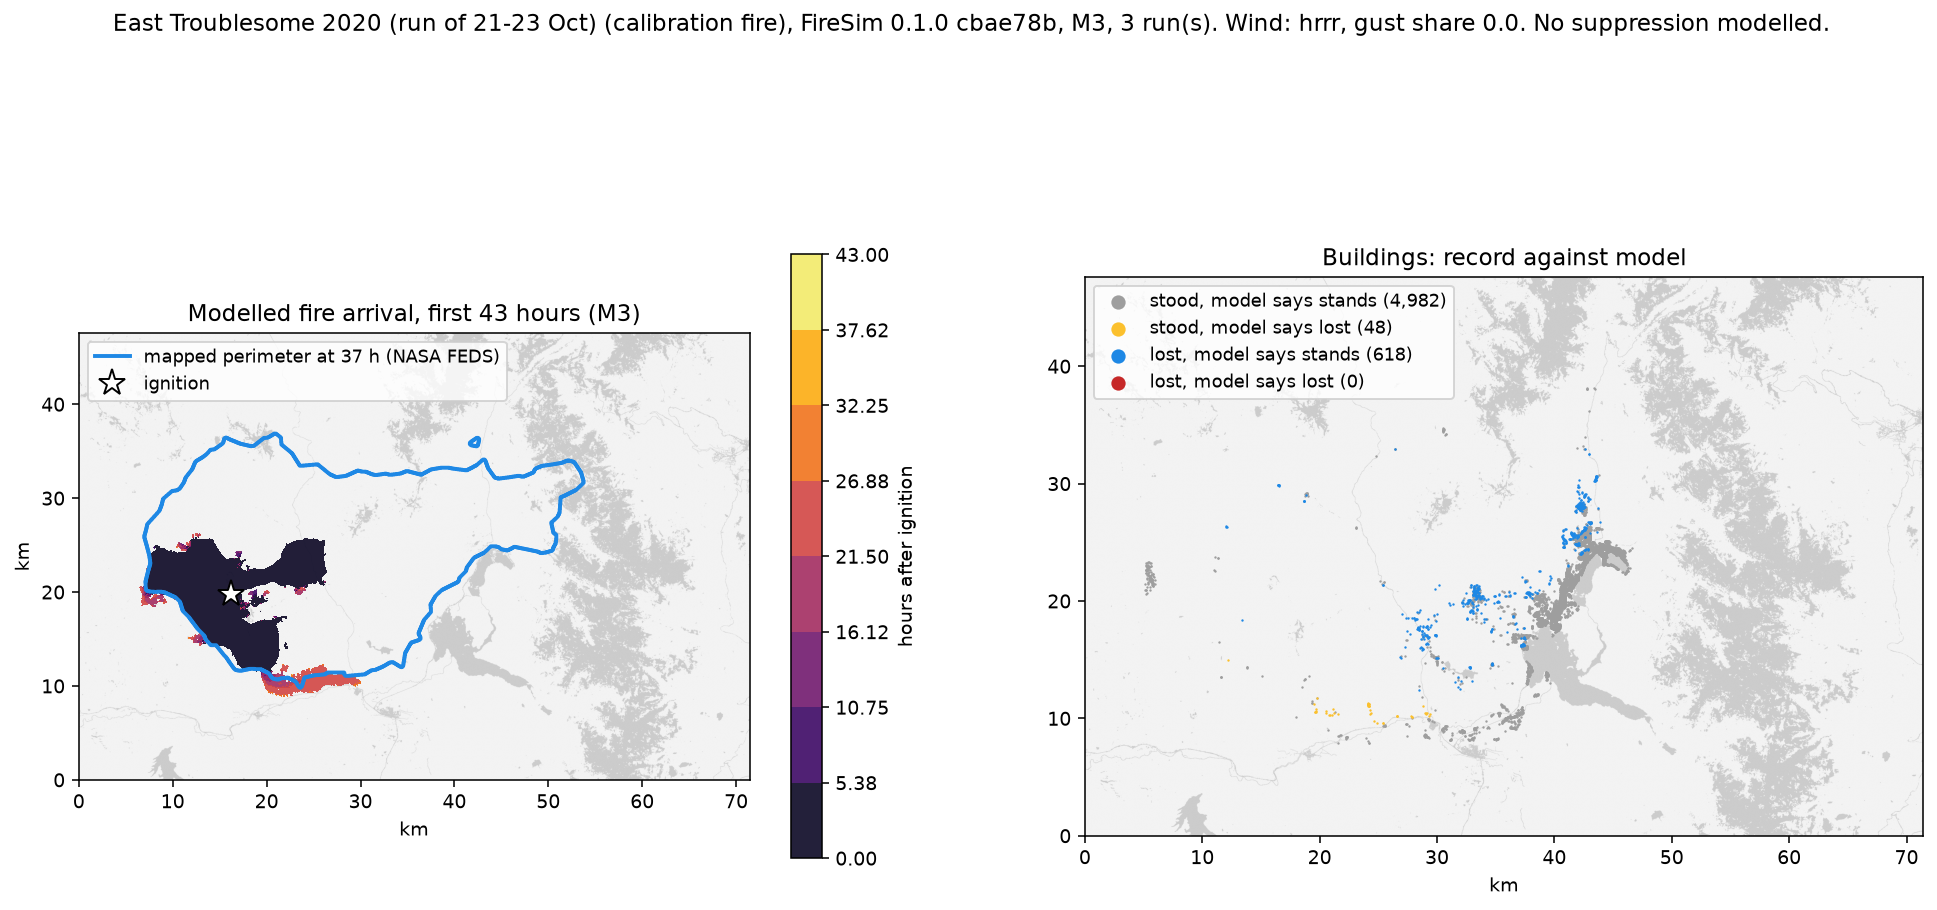 East Troublesome 2020 (run of 21-23 Oct) (calibration fire), FireSim 0.1.0 cbae78b, M3, 3 run(s). Wind: hrrr, gust share 0.0. No suppression modelled.
Modelled fire arrival, first 43 hours (M3)
mapped perimeter at 37 h (NASA FEDS)
ignition
40
30
20
10
0
km
0 10 20 30 40 50 60 70
km
43.00
37.62
32.25
26.88
21.50
16.12
10.75
5.38
0.00
hours after ignition
Buildings: record against model
stood, model says stands (4,982)
stood, model says lost (48)
lost, model says stands (618)
lost, model says lost (0)
40
30
20
10
0
km
0 10 20 30 40 50 60 70
km